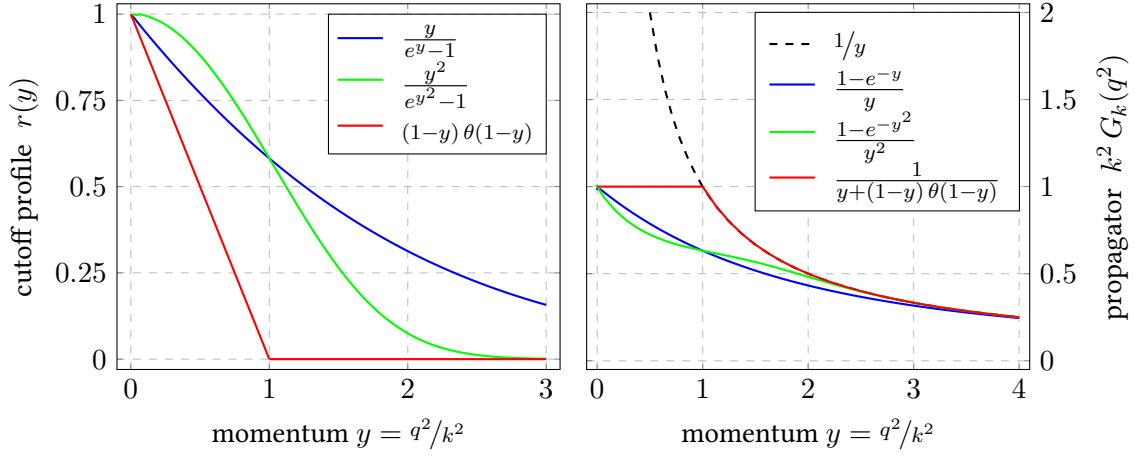 cutoff profile r(y)
1
0.75
0.5
0.25
0
0 1 2 3
momentum y = q²/k²
y/(e^y−1)
y²/(e^{y²}−1)
(1−y) θ(1−y)
1/y
(1−e^{−y})/y
(1−e^{−y²})/y²
1/(y+(1−y) θ(1−y))
2
1.5
1
0.5
0
0 1 2 3 4
momentum y = q²/k²
propagator k² G_k(q²)